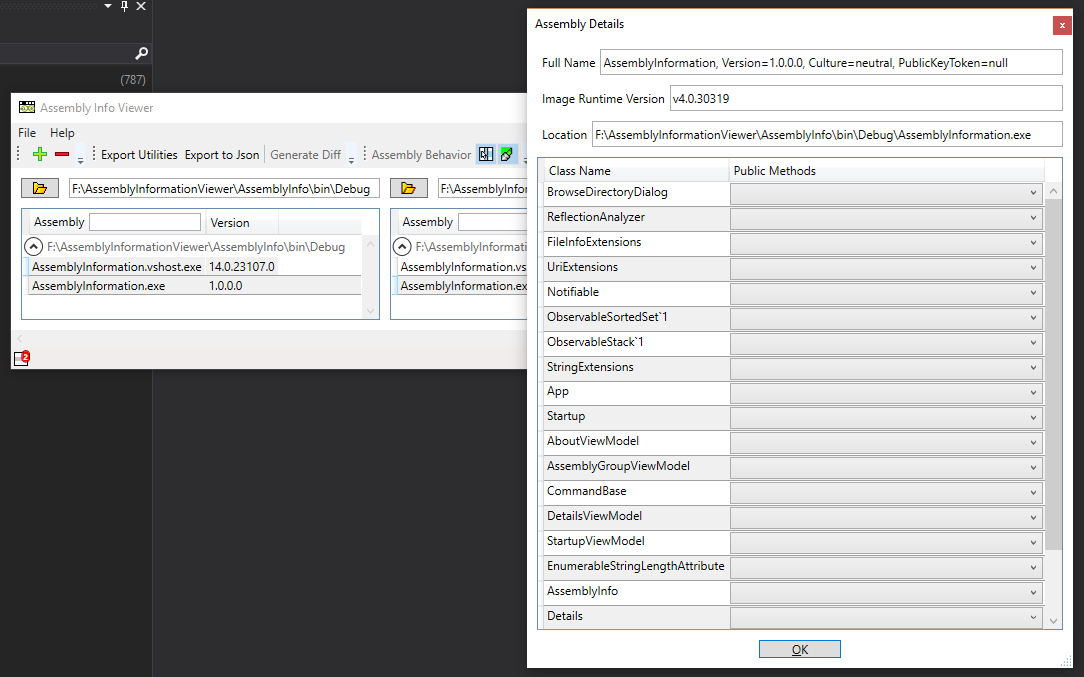 (787)
Assembly Info Viewer
File Help
Export Utilities Export to Json Generate Diff Assembly Behavior
F:\AssemblyInformationViewer\AssemblyInfo\bin\Debug F:\AssemblyInfor
Assembly Version Assembly
F:\AssemblyInformationViewer\AssemblyInfo\bin\Debug F:\AssemblyInformati
AssemblyInformation.vshost.exe 14.0.23107.0 AssemblyInformation.vs
AssemblyInformation.exe 1.0.0.0 AssemblyInformation.ex
2
Assembly Details
x
Full Name AssemblyInformation, Version=1.0.0.0, Culture=neutral, PublicKeyToken=null
Image Runtime Version v4.0.30319
Location F:\AssemblyInformationViewer\AssemblyInfo\bin\Debug\AssemblyInformation.exe
Class Name Public Methods
BrowseDirectoryDialog
ReflectionAnalyzer
FileInfoExtensions
UriExtensions
Notifiable
ObservableSortedSet`1
ObservableStack`1
StringExtensions
App
Startup
AboutViewModel
AssemblyGroupViewModel
CommandBase
DetailsViewModel
StartupViewModel
EnumerableStringLengthAttribute
AssemblyInfo
Details
OK